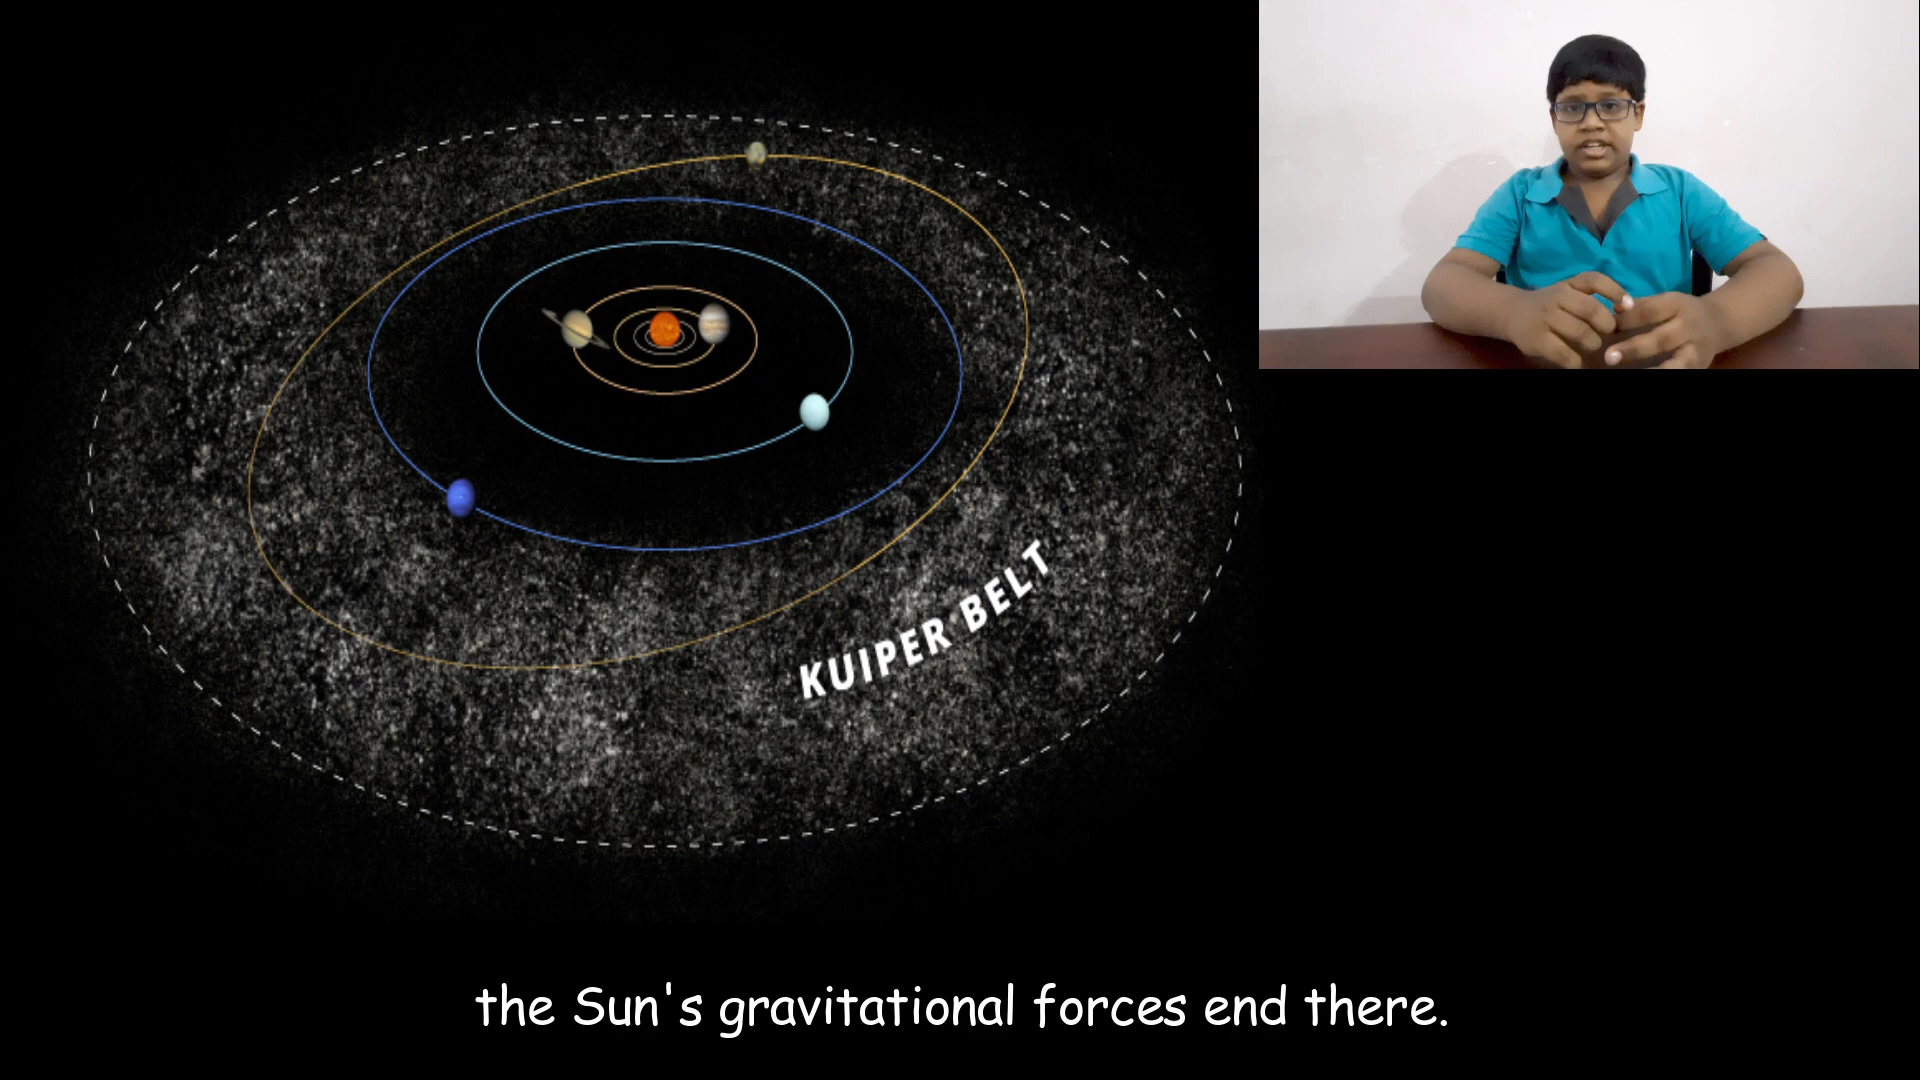 KUIPER BELT
the Sun's gravitational forces end there.